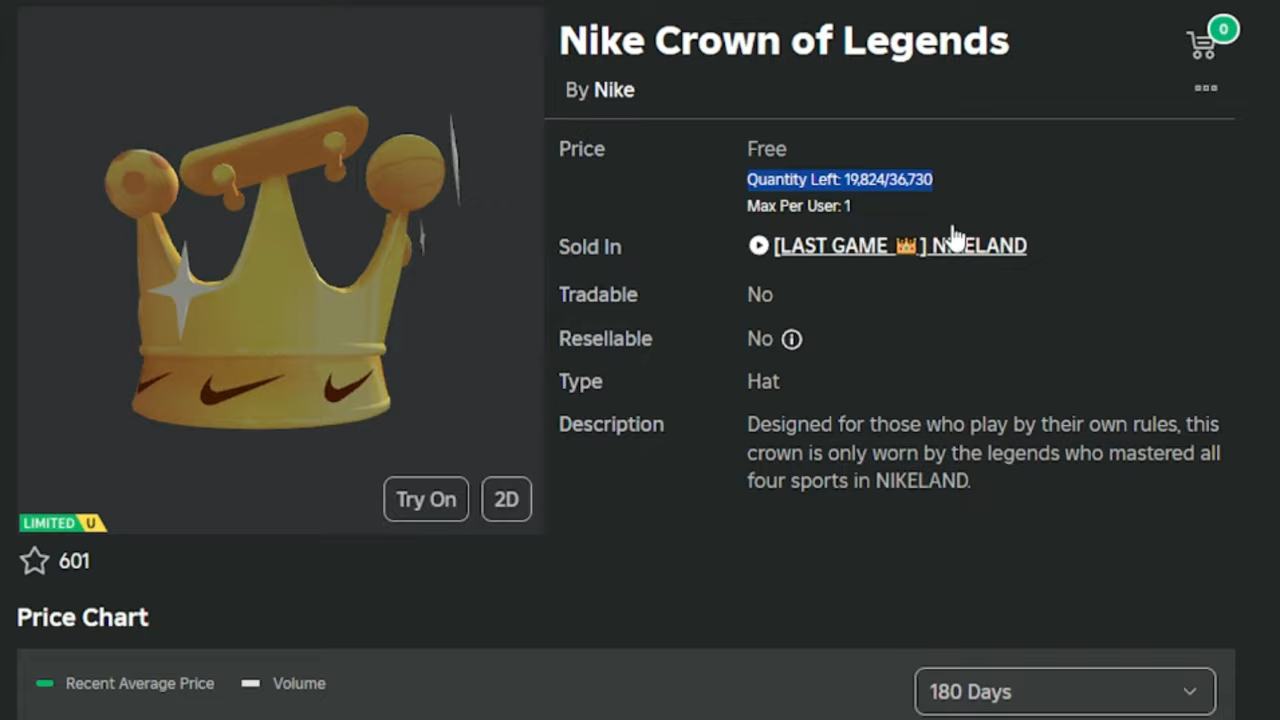 Nike Crown of Legends
0
By Nike
Price
Free
Quantity Left: 19,824/36,730
Max Per User: 1
Sold In
[LAST GAME 👑] NIKELAND
Tradable
No
Resellable
No
Type
Hat
Description
Designed for those who play by their own rules, this
crown is only worn by the legends who mastered all
four sports in NIKELAND.
Try On
2D
LIMITED U
601
Price Chart
Recent Average Price
Volume
180 Days